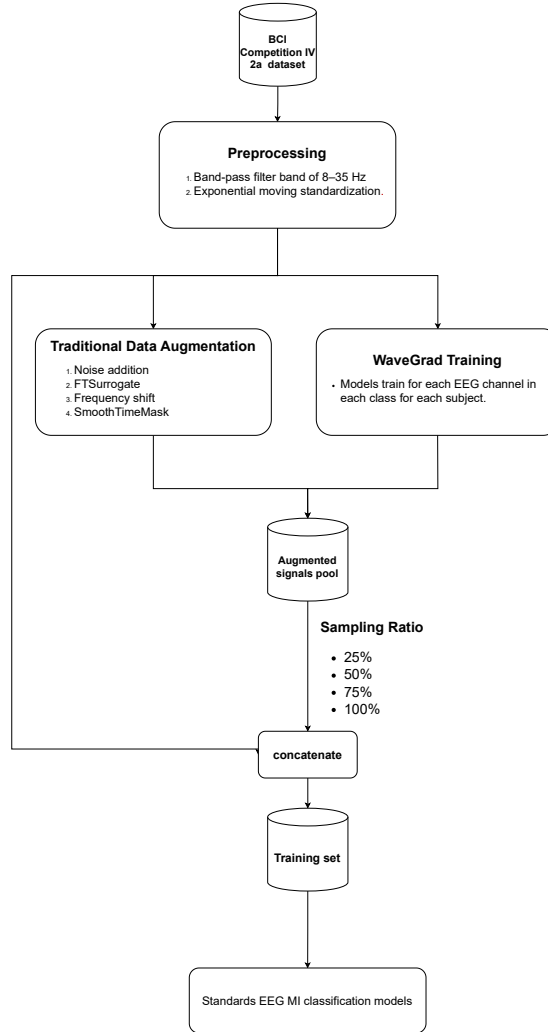 BCI
Competition IV
2a dataset
Preprocessing
1. Band-pass filter band of 8–35 Hz
2. Exponential moving standardization.
Traditional Data Augmentation
1. Noise addition
2. FTSurrogate
3. Frequency shift
4. SmoothTimeMask
WaveGrad Training
• Models train for each EEG channel in
each class for each subject.
Augmented
signals pool
Sampling Ratio
• 25%
• 50%
• 75%
• 100%
concatenate
Training set
Standards EEG MI classification models